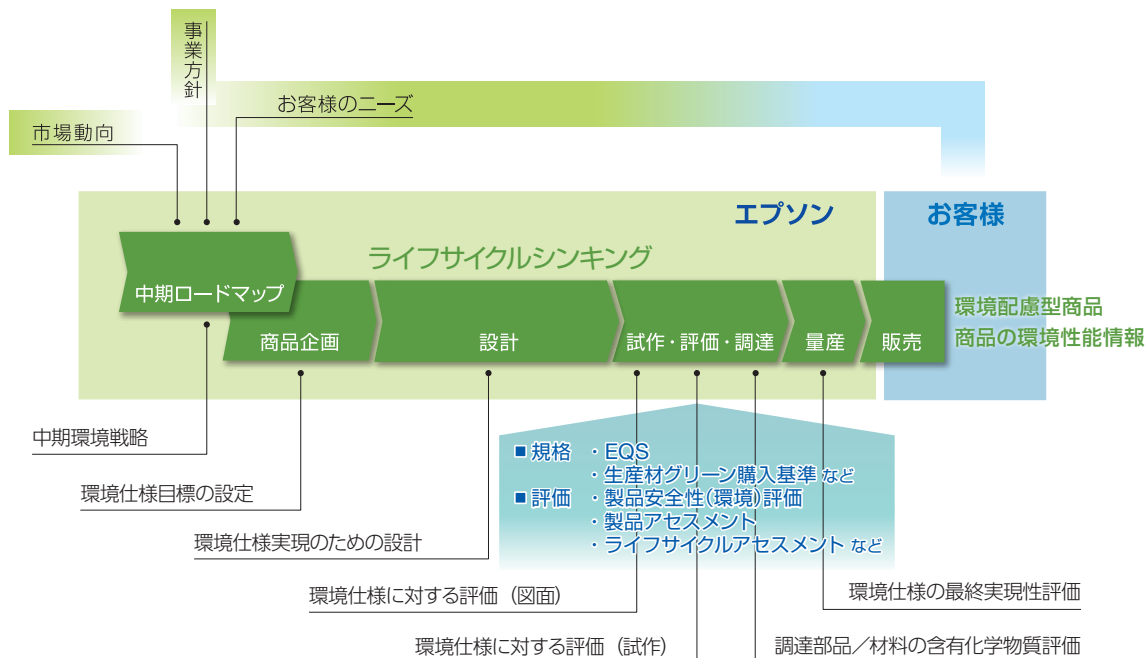 事業方針
お客様のニーズ
市場動向
エプソン
お客様
ライフサイクルシンキング
中期ロードマップ
商品企画
設計
試作・評価・調達
量産
販売
環境配慮型商品
商品の環境性能情報
中期環境戦略
環境仕様目標の設定
環境仕様実現のための設計
■規格 ・EQS
・生産材グリーン購入基準 など
■評価 ・製品安全性(環境)評価
・製品アセスメント
・ライフサイクルアセスメント など
環境仕様に対する評価（図面）
環境仕様の最終実現性評価
環境仕様に対する評価（試作）
調達部品／材料の含有化学物質評価